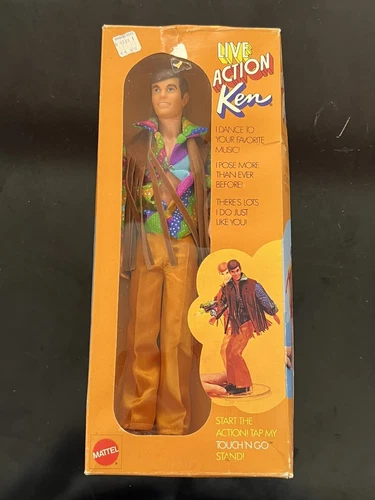 LIVE
ACTION
Ken
I DANCE TO
YOUR FAVORITE
MUSIC!
I POSE MORE
THAN EVER
BEFORE!
THERE'S LOTS
I DO JUST
LIKE YOU!
START THE
ACTION! TAP MY
TOUCH 'N GO
STAND!
MATTEL